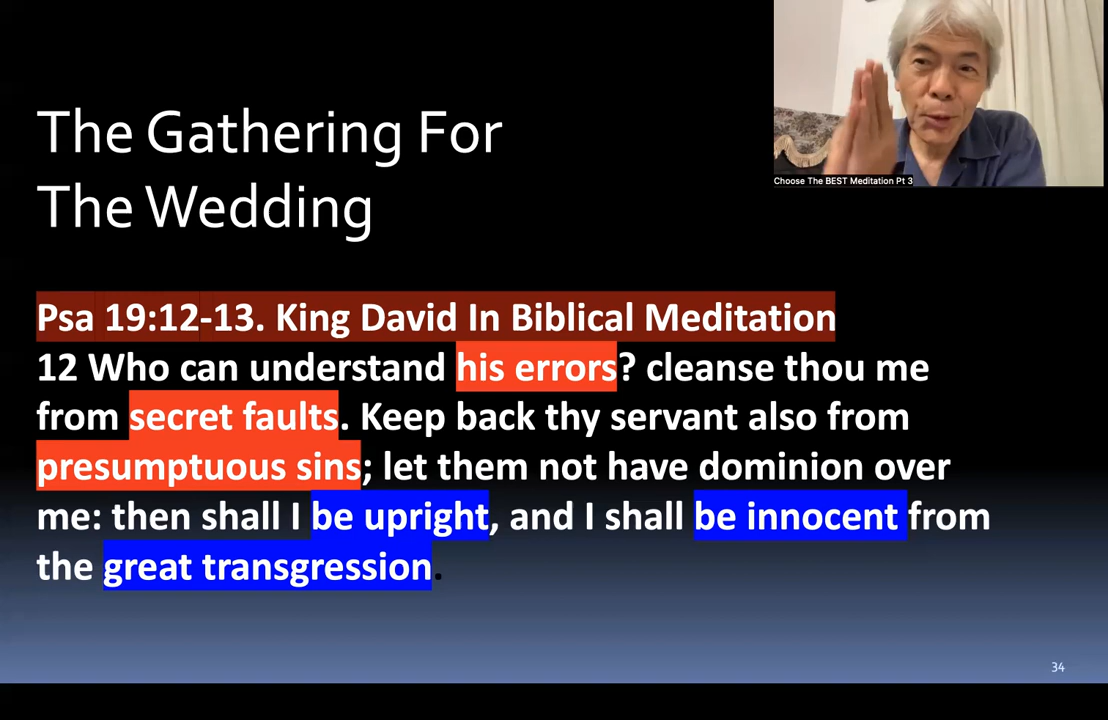 Choose The BEST Meditation Pt 3
The Gathering For
The Wedding
Psa 19:12-13. King David In Biblical Meditation
12 Who can understand his errors? cleanse thou me
from secret faults. Keep back thy servant also from
presumptuous sins; let them not have dominion over
me: then shall I be upright, and I shall be innocent from
the great transgression.
34